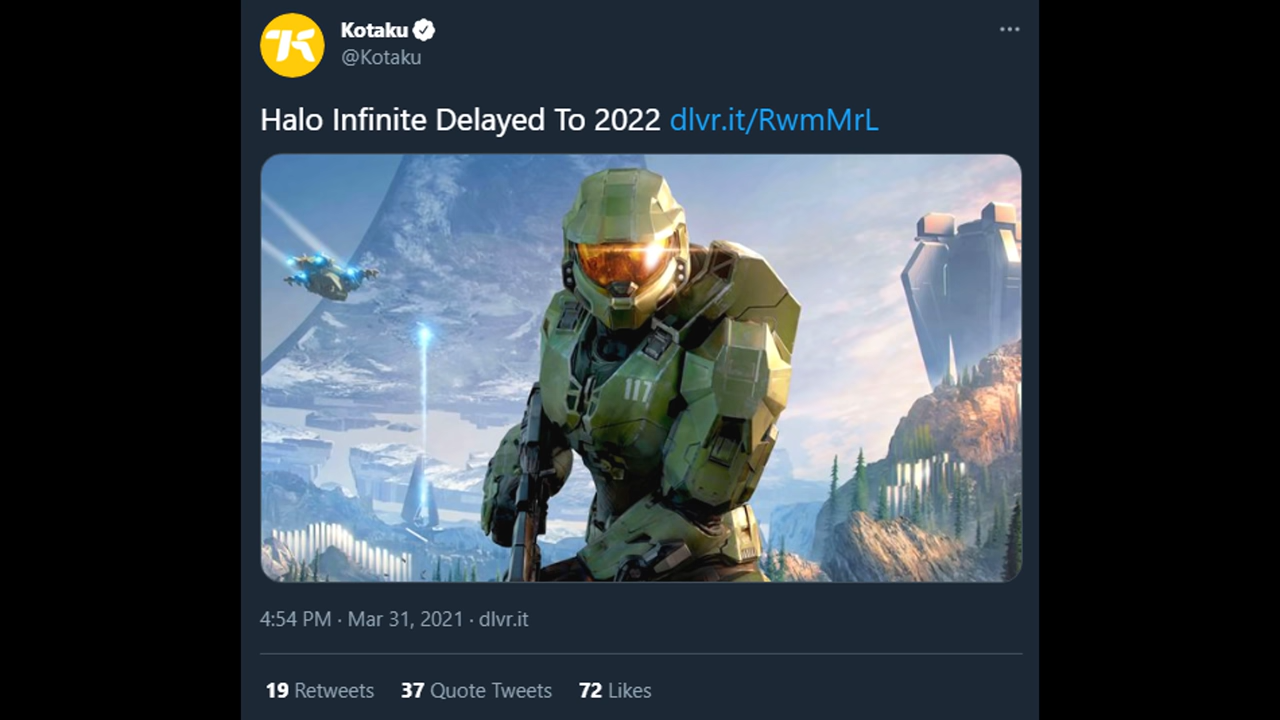 Kotaku
@Kotaku
Halo Infinite Delayed To 2022 dlvr.it/RwmMrL
117
4:54 PM · Mar 31, 2021 · dlvr.it
19 Retweets 37 Quote Tweets 72 Likes